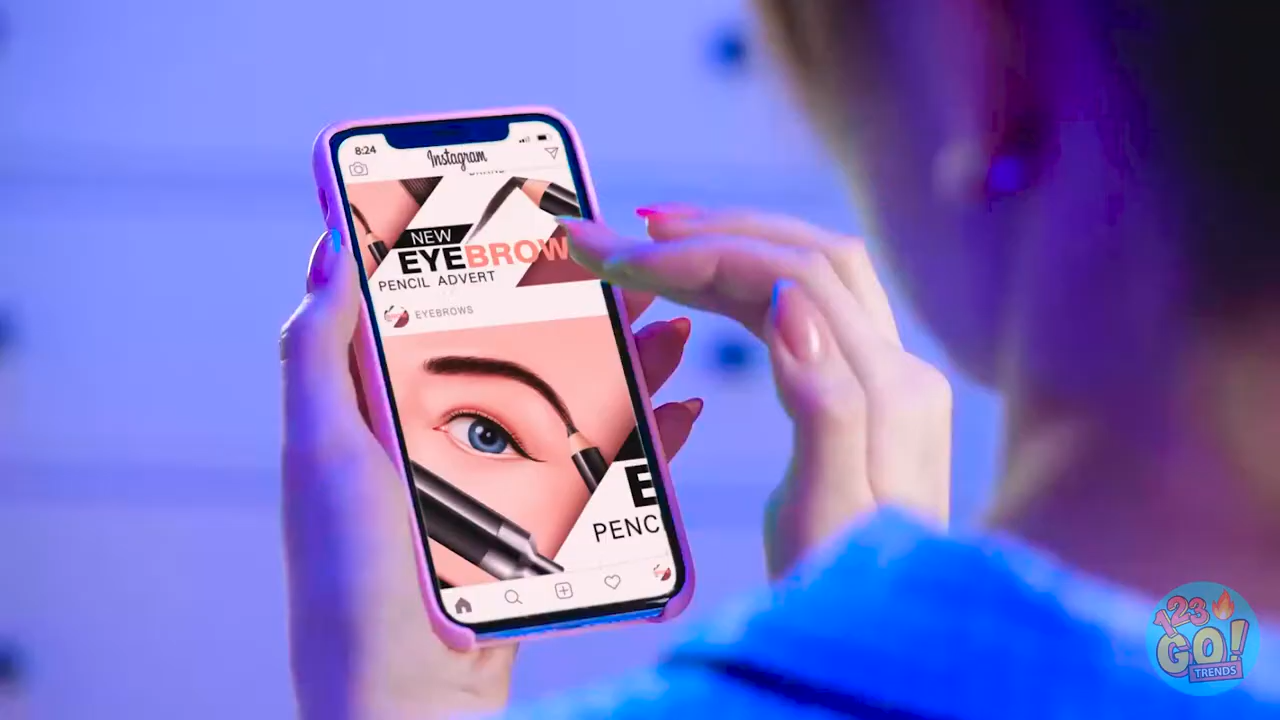 8:24
Instagram
NEW
EYEBROW
PENCIL ADVERT
EYEBROWS
E
PENC
123
GO!
TRENDS